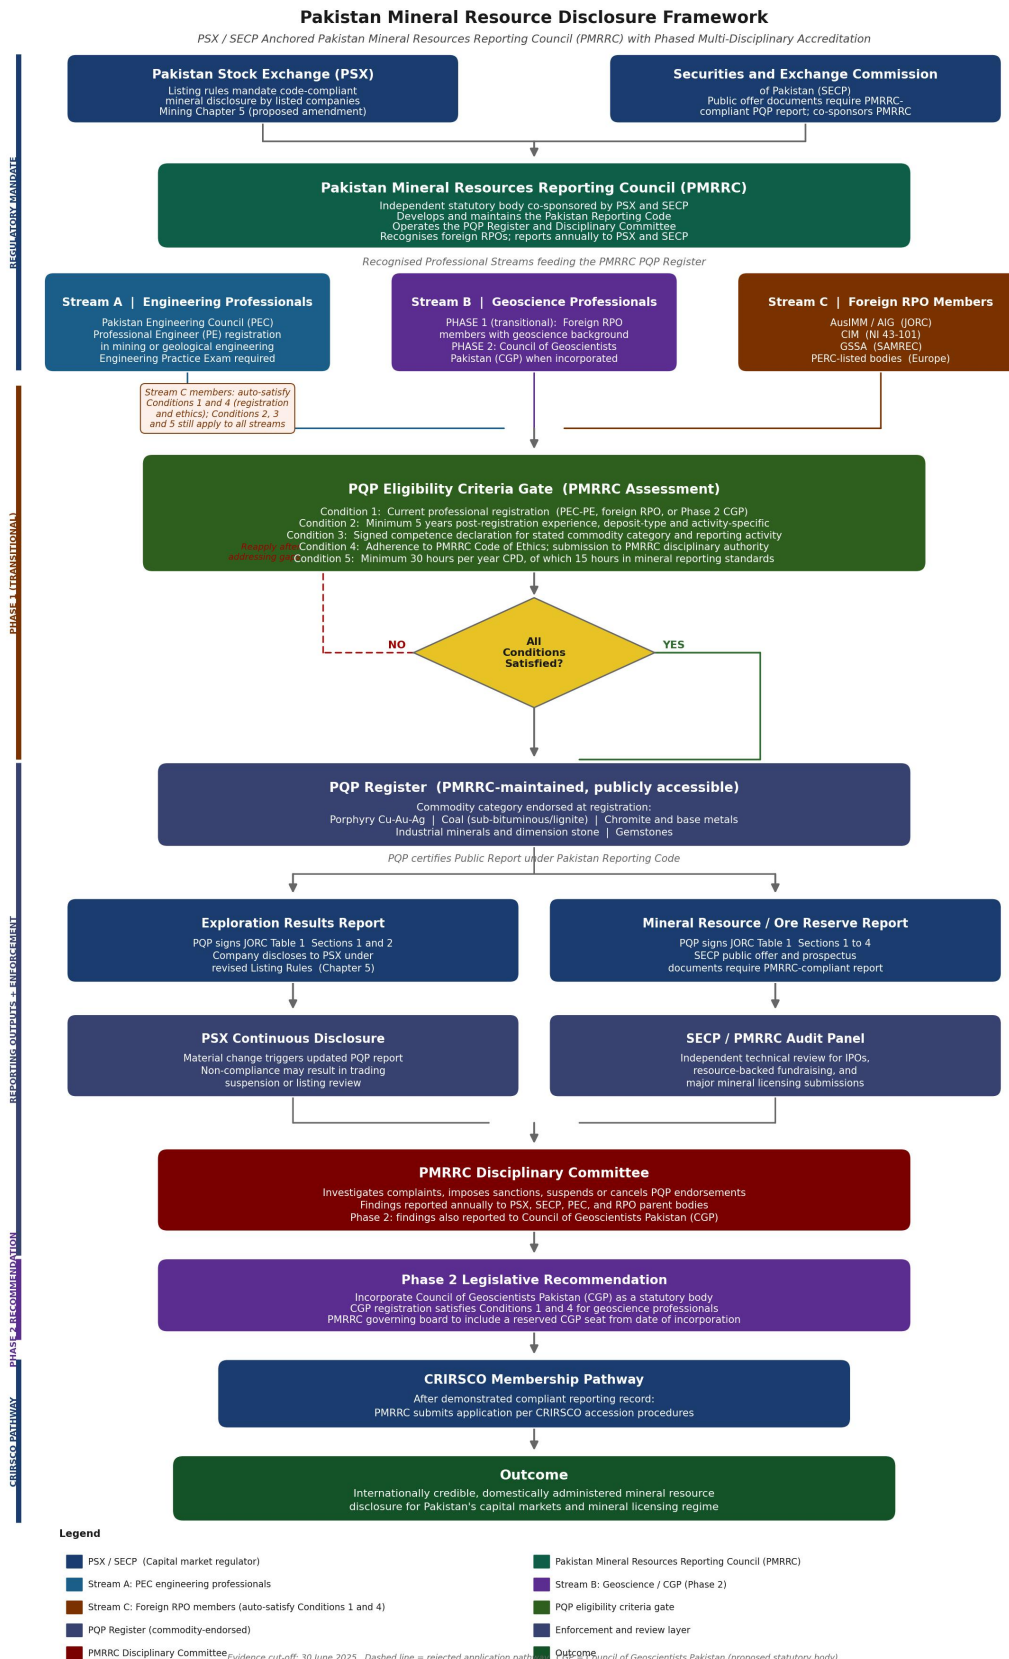 Pakistan Mineral Resource Disclosure Framework
PSX / SECP Anchored Pakistan Mineral Resources Reporting Council (PMRRC) with Phased Multi-Disciplinary Accreditation
REGULATORY MANDATE
Pakistan Stock Exchange (PSX)
Listing rules mandate code-compliant
mineral disclosure by listed companies
Mining Chapter 5 (proposed amendment)
Securities and Exchange Commission
of Pakistan (SECP)
Public offer documents require PMRRC-
compliant PQP report; co-sponsors PMRRC
Pakistan Mineral Resources Reporting Council (PMRRC)
Independent statutory body co-sponsored by PSX and SECP
Develops and maintains the Pakistan Reporting Code
Operates the PQP Register and Disciplinary Committee
Recognises foreign RPOs; reports annually to PSX and SECP
Recognised Professional Streams feeding the PMRRC PQP Register
Stream A | Engineering Professionals
Pakistan Engineering Council (PEC)
Professional Engineer (PE) registration
in mining or geological engineering
Engineering Practice Exam required
Stream B | Geoscience Professionals
PHASE 1 (transitional): Foreign RPO
members with geoscience background
PHASE 2: Council of Geoscientists
Pakistan (CGP) when incorporated
Stream C | Foreign RPO Members
AusIMM / AIG (JORC)
CIM (NI 43-101)
GSSA (SAMREC)
PERC-listed bodies (Europe)
PHASE 1 (TRANSITIONAL)
Stream C members: auto-satisfy
Conditions 1 and 4 (registration
and ethics); Conditions 2, 3
and 5 still apply to all streams
PQP Eligibility Criteria Gate (PMRRC Assessment)
Condition 1: Current professional registration (PEC-PE, foreign RPO, or Phase 2 CGP)
Condition 2: Minimum 5 years post-registration experience, deposit-type and activity-specific
Condition 3: Signed competence declaration for stated commodity category and reporting activity
Condition 4: Adherence to PMRRC Code of Ethics; submission to PMRRC disciplinary authority
Condition 5: Minimum 30 hours per year CPD, of which 15 hours in mineral reporting standards
Reapply after
addressing
NO
All
Conditions
Satisfied?
YES
REPORTING OUTPUTS + ENFORCEMENT
PQP Register (PMRRC-maintained, publicly accessible)
Commodity category endorsed at registration:
Porphyry Cu-Au-Ag | Coal (sub-bituminous/lignite) | Chromite and base metals
Industrial minerals and dimension stone | Gemstones
PQP certifies Public Report under Pakistan Reporting Code
Exploration Results Report
PQP signs JORC Table 1 Sections 1 and 2
Company discloses to PSX under
revised Listing Rules (Chapter 5)
Mineral Resource / Ore Reserve Report
PQP signs JORC Table 1 Sections 1 to 4
SECP public offer and prospectus
documents require PMRRC-compliant report
PSX Continuous Disclosure
Material change triggers updated PQP report
Non-compliance may result in trading
suspension or listing review
SECP / PMRRC Audit Panel
Independent technical review for IPOs,
resource-backed fundraising, and
major mineral licensing submissions
PMRRC Disciplinary Committee
Investigates complaints, imposes sanctions, suspends or cancels PQP endorsements
Findings reported annually to PSX, SECP, PEC, and RPO parent bodies
Phase 2: findings also reported to Council of Geoscientists Pakistan (CGP)
PHASE 2 RECOMMENDATION
Phase 2 Legislative Recommendation
Incorporate Council of Geoscientists Pakistan (CGP) as a statutory body
CGP registration satisfies Conditions 1 and 4 for geoscience professionals
PMRRC governing board to include a reserved CGP seat from date of incorporation
CRIRSCO PATHWAY
CRIRSCO Membership Pathway
After demonstrated compliant reporting record:
PMRRC submits application per CRIRSCO accession procedures
Outcome
Internationally credible, domestically administered mineral resource
disclosure for Pakistan's capital markets and mineral licensing regime
Legend
PSX / SECP (Capital market regulator)
Stream A: PEC engineering professionals
Stream C: Foreign RPO members (auto-satisfy Conditions 1 and 4)
PQP Register (commodity-endorsed)
PMRRC Disciplinary Committee
Pakistan Mineral Resources Reporting Council (PMRRC)
Stream B: Geoscience / CGP (Phase 2)
PQP eligibility criteria gate
Enforcement and review layer
Outcome
Evidence cut-off: 30 June 2025. Dashed line = rejected application pathway. CGP = Council of Geoscientists Pakistan (proposed statutory body)